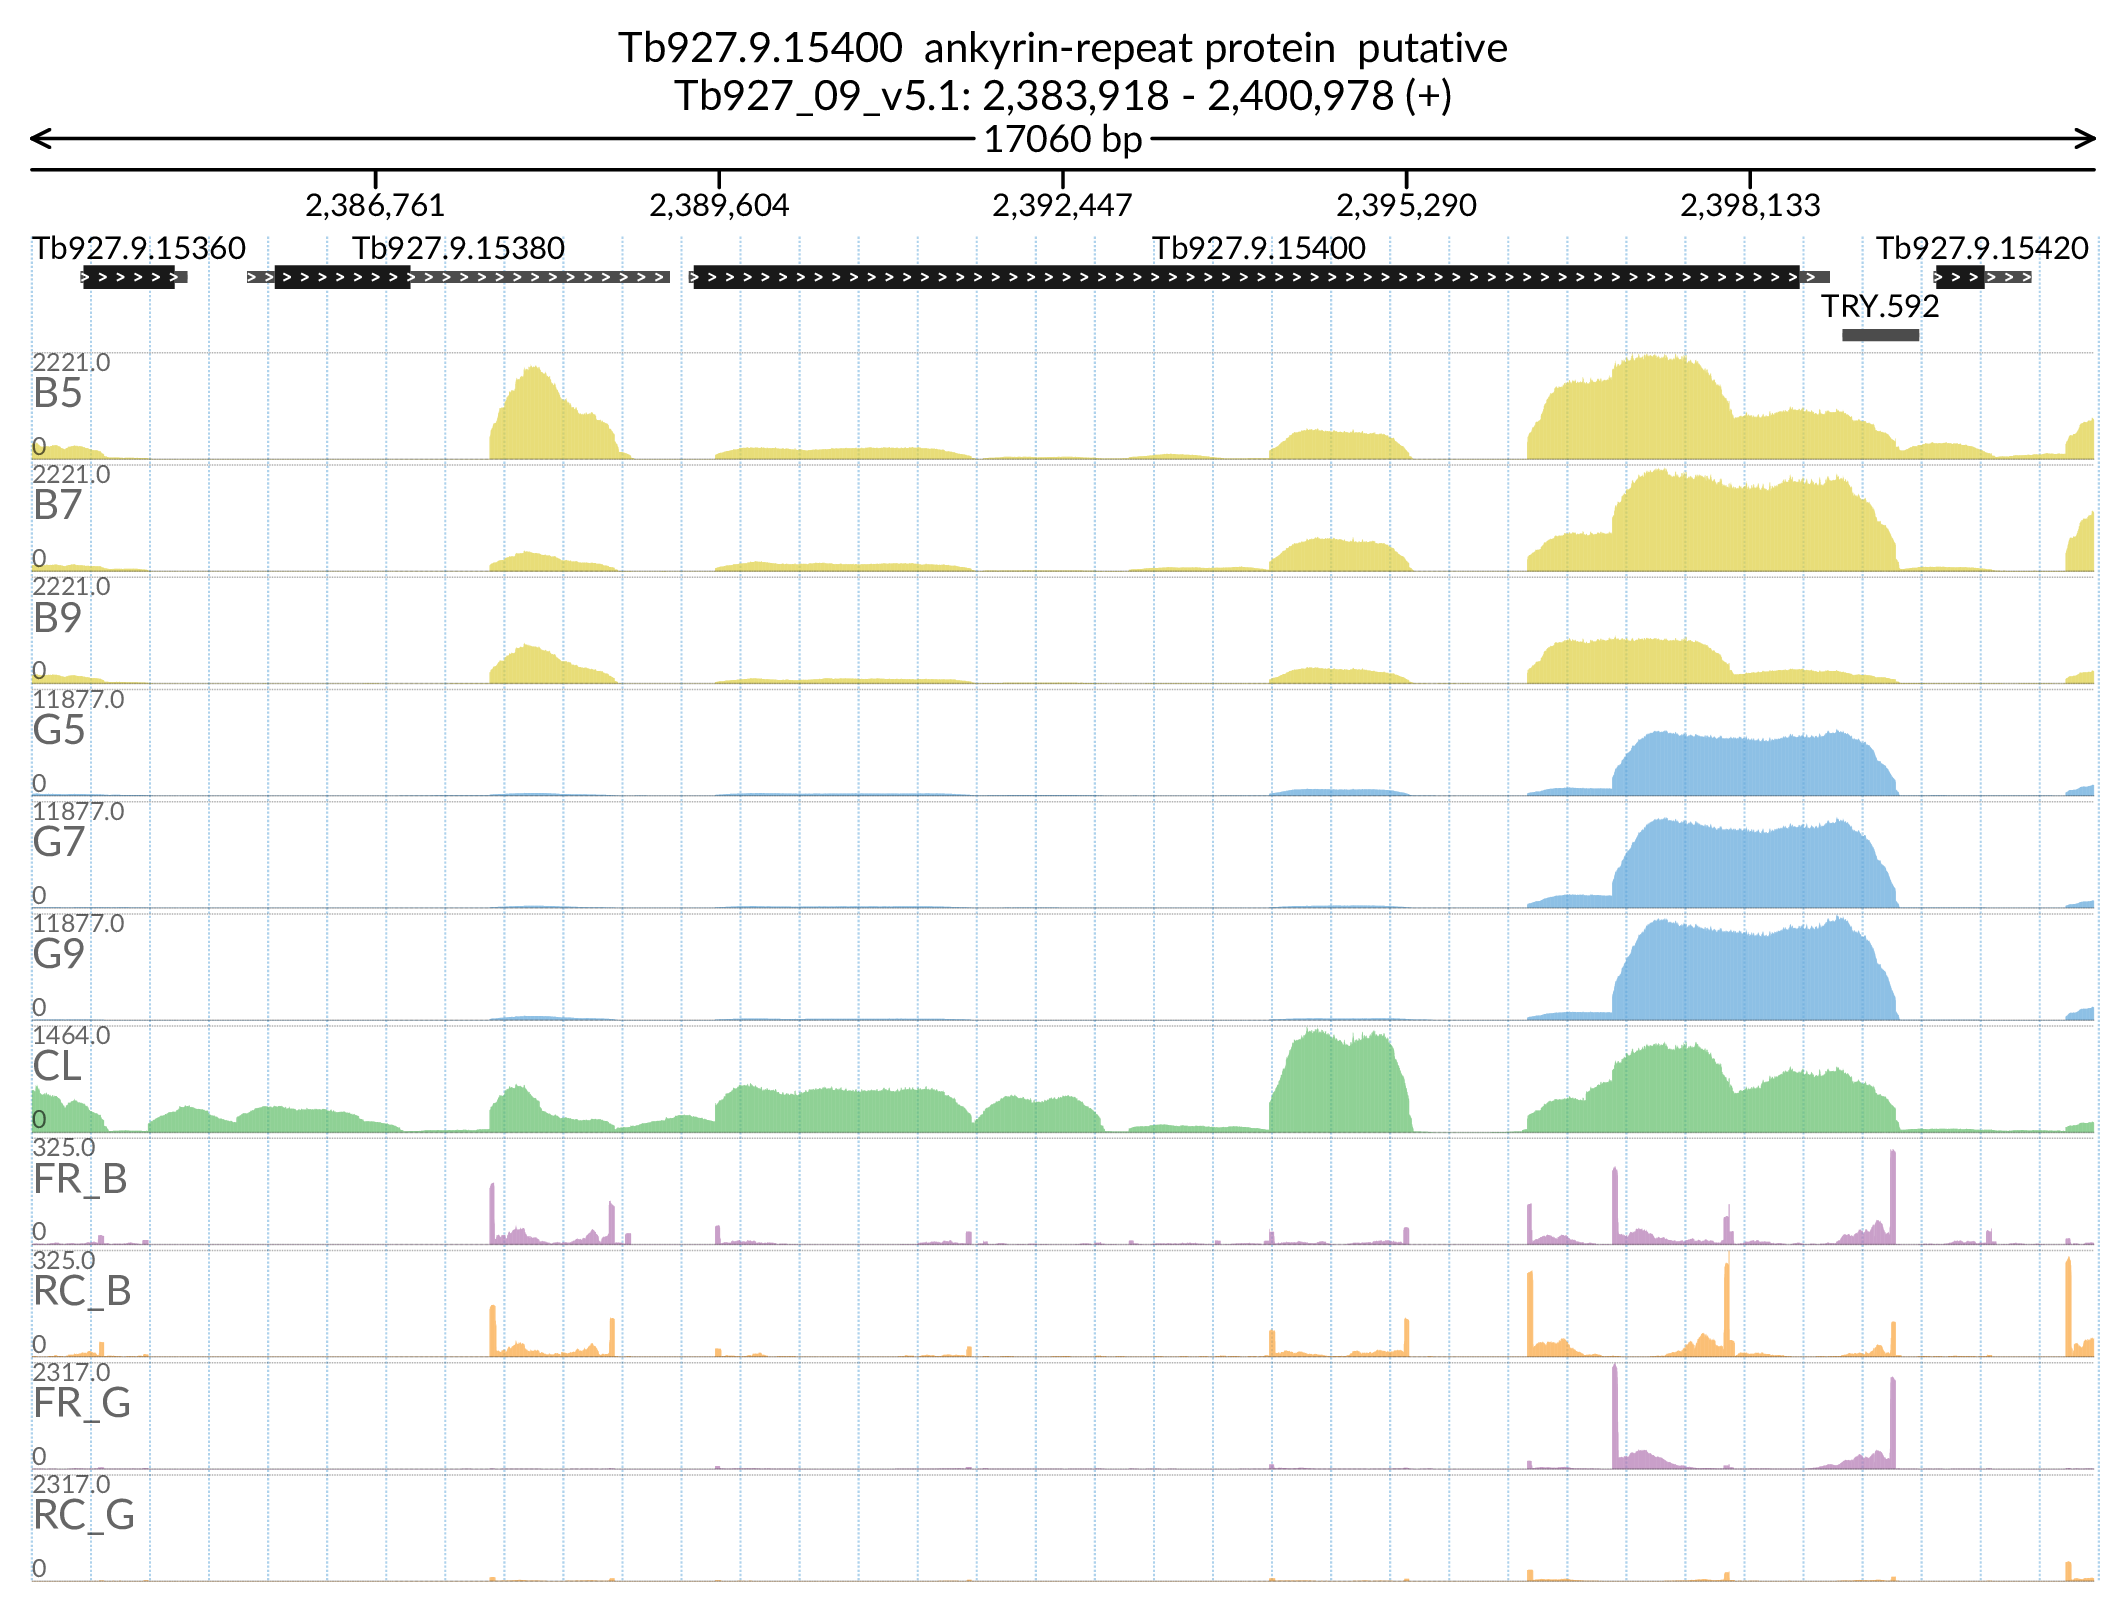 Tb927.9.15400  ankyrin-repeat protein  putative
Tb927_09_v5.1: 2,383,918 - 2,400,978 (+)
17060 bp
2,386,761 2,389,604 2,392,447 2,395,290 2,398,133
Tb927.9.15360 Tb927.9.15380 Tb927.9.15400 Tb927.9.15420
TRY.592
2221.0
B5
0
2221.0
B7
0
2221.0
B9
0
11877.0
G5
0
11877.0
G7
0
11877.0
G9
0
1464.0
CL
0
325.0
FR_B
0
325.0
RC_B
0
2317.0
FR_G
0
2317.0
RC_G
0